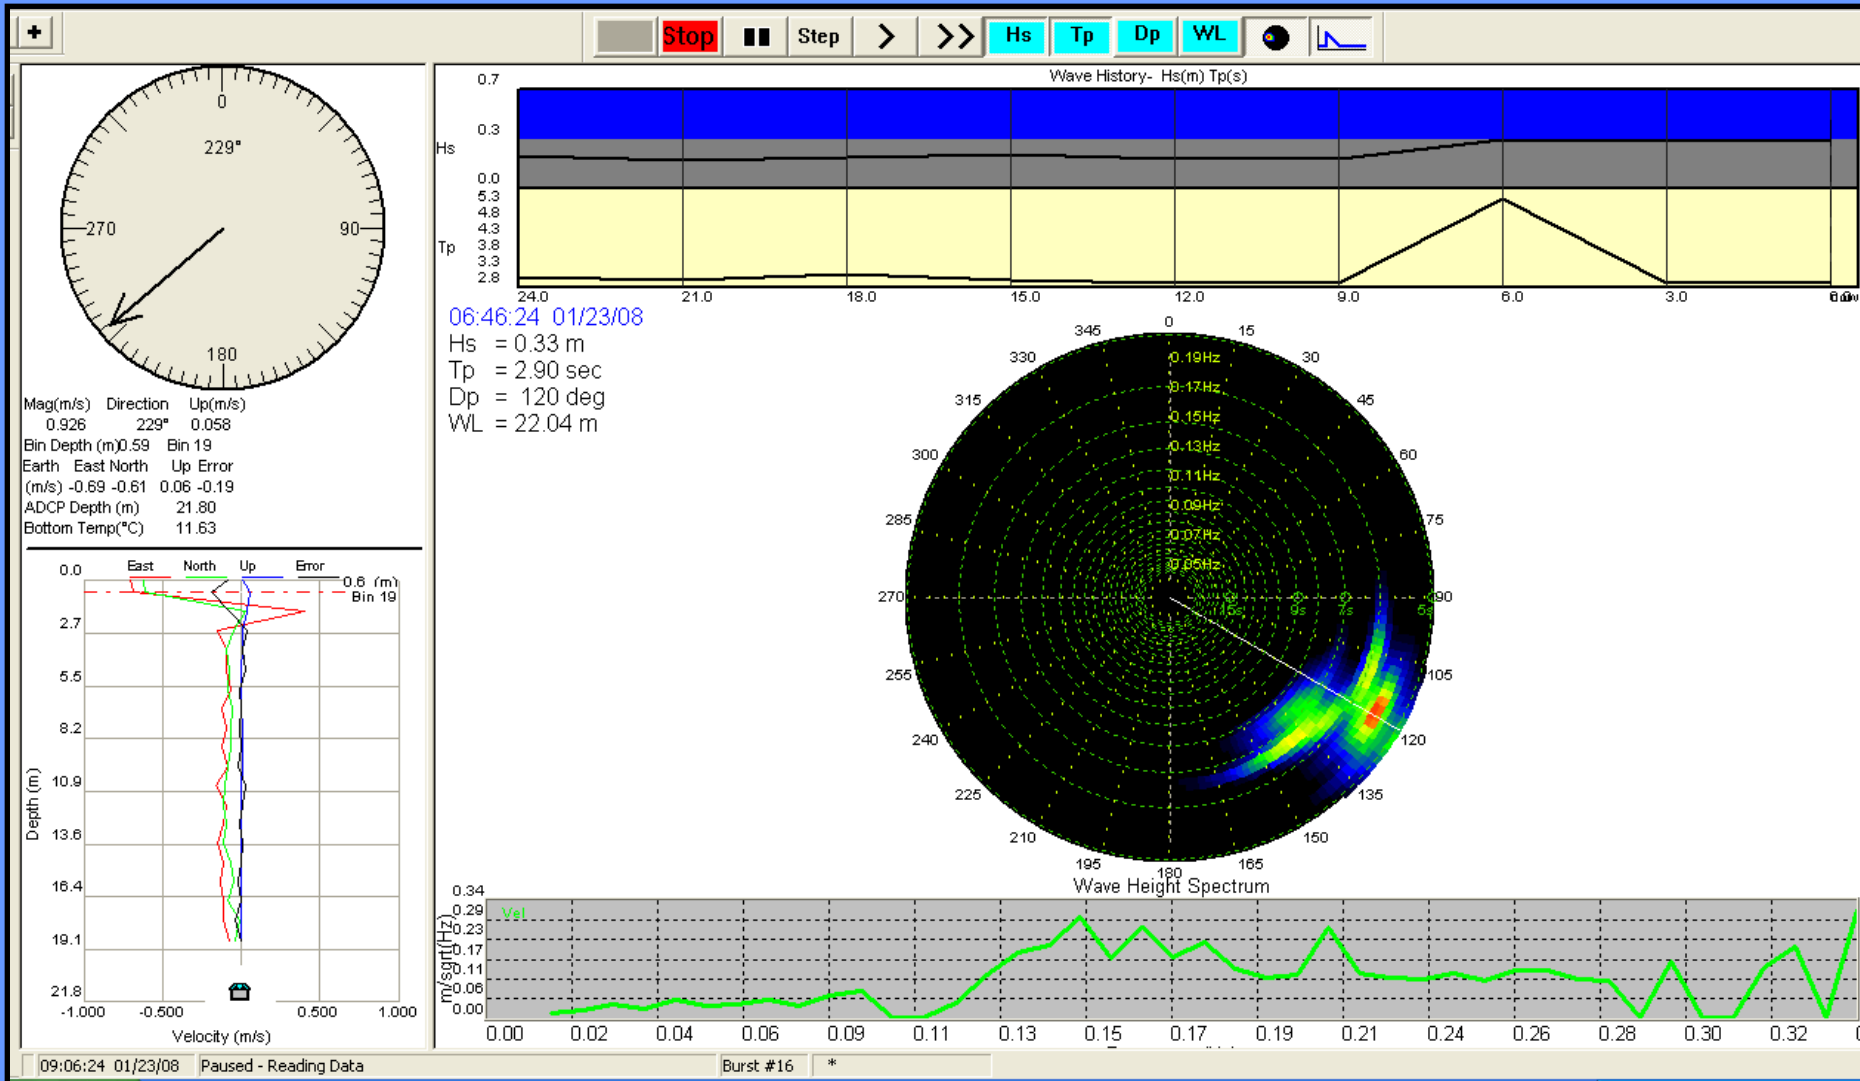 +
Stop
Step
>
>>
Hs
Tp
Dp
WL
0
229°
270
90
180
Mag(m/s) Direction Up(m/s)
0.926 229° 0.058
Bin Depth (m)0.59 Bin 19
Earth East North Up Error
(m/s) -0.69 -0.61 0.06 -0.19
ADCP Depth (m) 21.80
Bottom Temp(°C) 11.63
East North Up Error
0.6 (m)
Bin 19
0.0
2.7
5.5
8.2
10.9
13.6
16.4
19.1
21.8
Depth (m)
-1.000 -0.500 0.500 1.000
Velocity (m/s)
Wave History- Hs(m) Tp(s)
0.7
0.3
Hs
0.0
5.3
4.8
4.3
Tp
3.8
3.3
2.8
24.0 21.0 18.0 15.0 12.0 9.0 6.0 3.0
06:46:24 01/23/08
Hs = 0.33 m
Tp = 2.90 sec
Dp = 120 deg
WL = 22.04 m
0
15
30
45
60
75
90
105
120
135
150
165
180
195
210
225
240
255
270
285
300
315
330
345
0.19Hz
0.17Hz
0.15Hz
0.13Hz
0.11Hz
0.09Hz
0.07Hz
0.05Hz
15s 9s 7s 5s
Wave Height Spectrum
Vel
0.34
0.29
0.23
0.17
0.11
0.06
0.00
m/sqrt(Hz)
0.00 0.02 0.04 0.06 0.09 0.11 0.13 0.15 0.17 0.19 0.21 0.24 0.26 0.28 0.30 0.32
09:06:24 01/23/08 Paused - Reading Data Burst #16 *